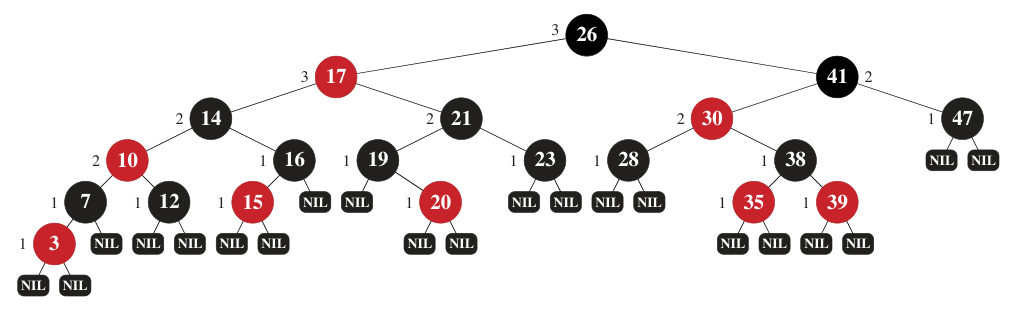 3 26
3 17 41 2
2 14 2 21 2 30 1 47
2 10 1 16 1 19 1 23 1 28 1 38 NIL NIL
1 7 1 12 1 15 NIL NIL 1 20 NIL NIL NIL NIL 1 35 1 39
1 3 NIL NIL NIL NIL NIL NIL NIL NIL NIL NIL NIL
NIL NIL